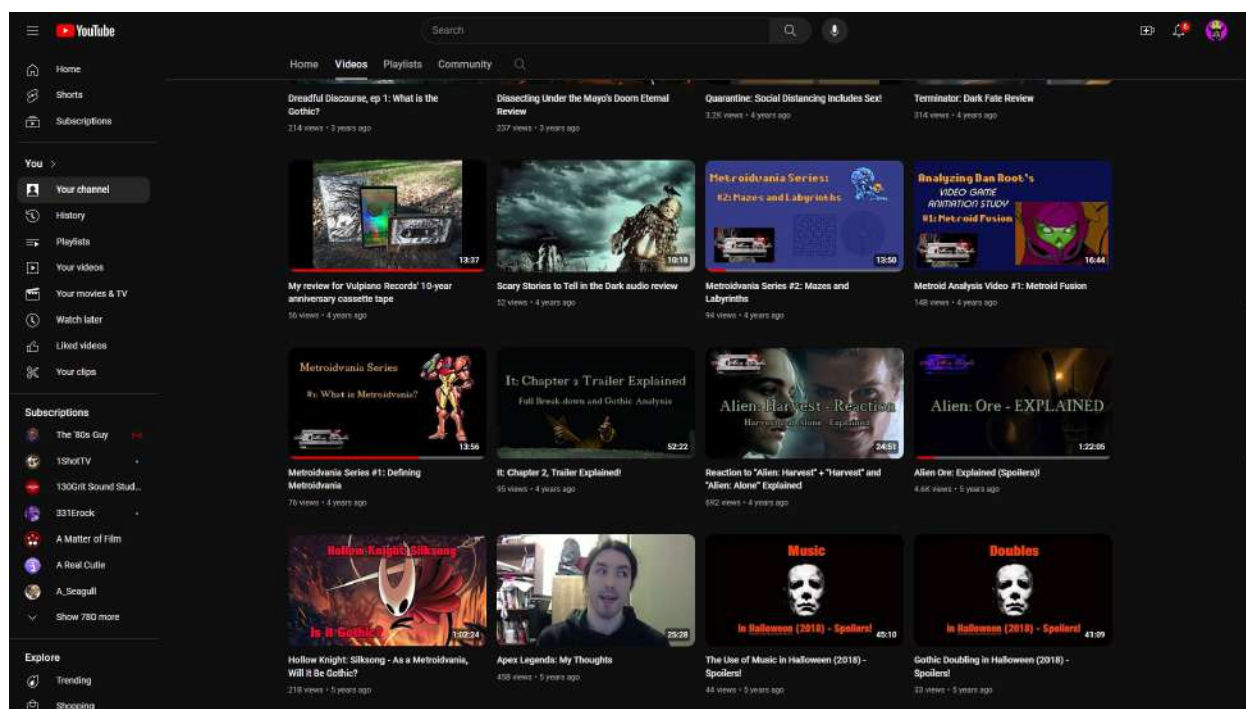 YouTube
Search
6
Home
Shorts
Subscriptions
You >
Your channel
History
Playlists
Your videos
Your movies & TV
Watch later
Liked videos
Your clips
Subscriptions
The '80s Guy
1ShotTV
130Grit Sound Stud...
331Erock
A Matter of Film
A Real Cutie
A_Seagull
Show 780 more
Explore
Trending
Shopping
Home Videos Playlists Community
Dreadful Discourse, ep 1: What is the
Gothic?
214 views • 3 years ago
Dissecting Under the Mayo's Doom Eternal
Review
237 views • 3 years ago
Quarantine: Social Distancing Includes Sex!
3.2K views • 4 years ago
Terminator: Dark Fate Review
314 views • 4 years ago
13:37
My review for Vulpiano Records' 10-year
anniversary cassette tape
56 views • 4 years ago
10:18
Scary Stories to Tell in the Dark audio review
52 views • 4 years ago
Metroidvania Series:
#2: Mazes and Labyrinths
13:50
Metroidvania Series #2: Mazes and
Labyrinths
94 views • 4 years ago
Analyzing Dan Root's
VIDEO GAME
ANIMATION STUDY
#1: Metroid Fusion
16:44
Metroid Analysis Video #1: Metroid Fusion
148 views • 4 years ago
Metroidvania Series
#1: What is Metroidvania?
13:56
Metroidvania Series #1: Defining
Metroidvania
76 views • 4 years ago
It: Chapter 2 Trailer Explained
Full Break-down and Gothic Analysis
52:22
It: Chapter 2, Trailer Explained!
95 views • 4 years ago
Alien: Harvest - Reaction
Harvest & Alone - Explained
24:51
Reaction to "Alien: Harvest" + "Harvest" and
"Alien: Alone" Explained
692 views • 4 years ago
Alien: Ore - EXPLAINED
1:22:05
Alien Ore: Explained (Spoilers)!
4.6K views • 5 years ago
Hollow Knight: Silksong
Is It Gothic?
1:02:24
Hollow Knight: Silksong - As a Metroidvania,
Will It Be Gothic?
218 views • 5 years ago
25:28
Apex Legends: My Thoughts
458 views • 5 years ago
Music
in Halloween (2018) - Spoilers!
45:10
The Use of Music in Halloween (2018) -
Spoilers!
44 views • 5 years ago
Doubles
in Halloween (2018) - Spoilers!
41:09
Gothic Doubling in Halloween (2018) -
Spoilers!
33 views • 5 years ago